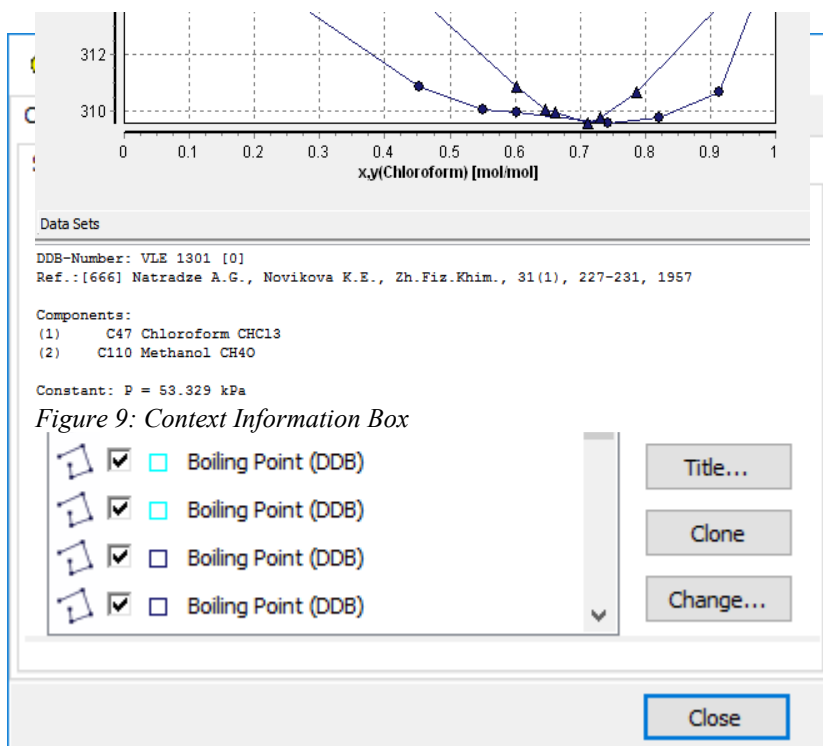 312
310
0 0.1 0.2 0.3 0.4 0.5 0.6 0.7 0.8 0.9 1
x,y(Chloroform) [mol/mol]
Data Sets
DDB-Number: VLE 1301 [0]
Ref.:[666] Natradze A.G., Novikova K.E., Zh.Fiz.Khim., 31(1), 227-231, 1957
Components:
(1) C47 Chloroform CHCl3
(2) C110 Methanol CH4O
Constant: P = 53.329 kPa
Figure 9: Context Information Box
Boiling Point (DDB)
Title...
Boiling Point (DDB)
Clone
Boiling Point (DDB)
Boiling Point (DDB)
Change...
Close